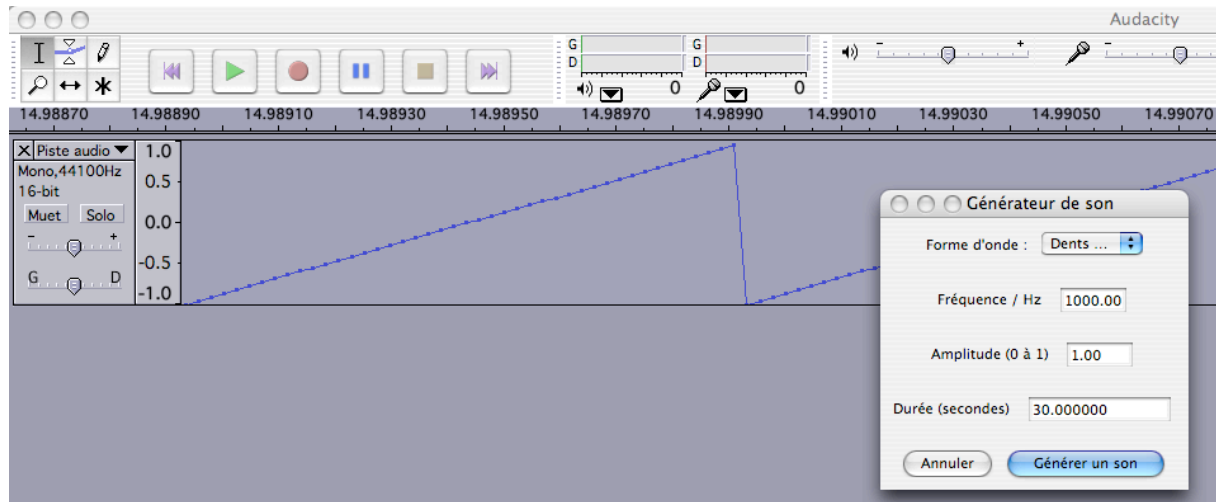 Audacity
G
D
0
G
D
0
- +
-
14.98870 14.98890 14.98910 14.98930 14.98950 14.98970 14.98990 14.99010 14.99030 14.99050 14.99070
X Piste audio
Mono,44100Hz
16-bit
Muet Solo
- +
G D
1.0
0.5
0.0
-0.5
-1.0
Générateur de son
Forme d'onde : Dents ...
Fréquence / Hz 1000.00
Amplitude (0 à 1) 1.00
Durée (secondes) 30.000000
Annuler Générer un son